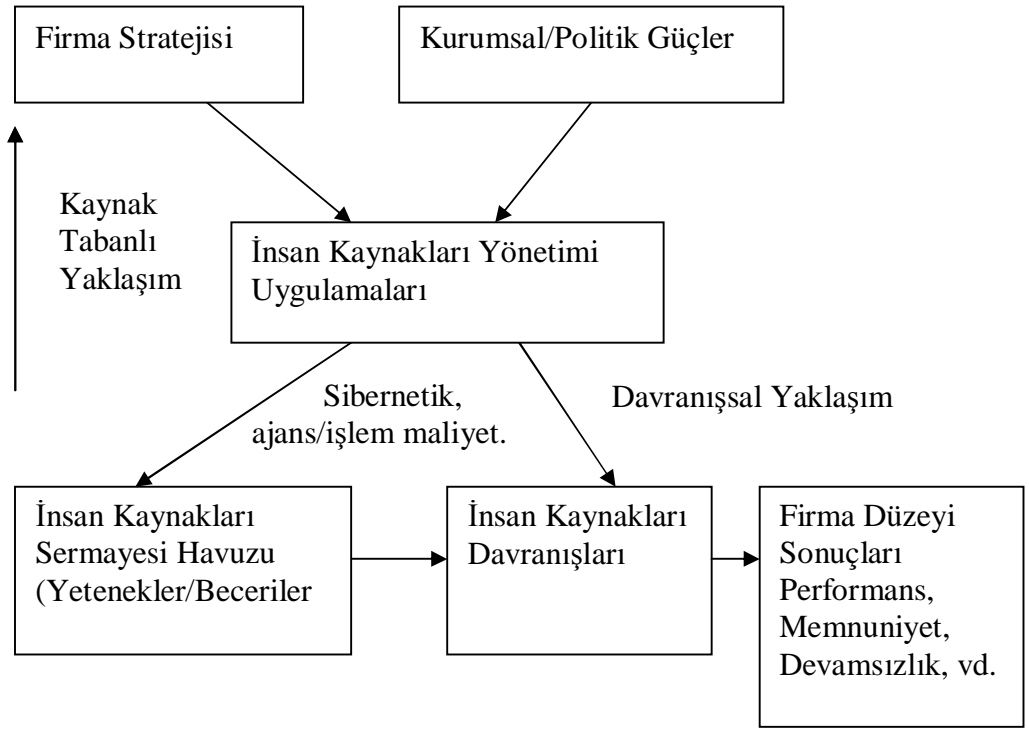 Firma Stratejisi
Kurumsal/Politik Güçler
Kaynak
Tabanlı
Yaklaşım
İnsan Kaynakları Yönetimi
Uygulamaları
Sibernetik,
ajans/işlem maliyet.
Davranışsal Yaklaşım
İnsan Kaynakları
Sermayesi Havuzu
(Yetenekler/Beceriler
İnsan Kaynakları
Davranışları
Firma Düzeyi
Sonuçları
Performans,
Memnuniyet,
Devamsızlık, vd.